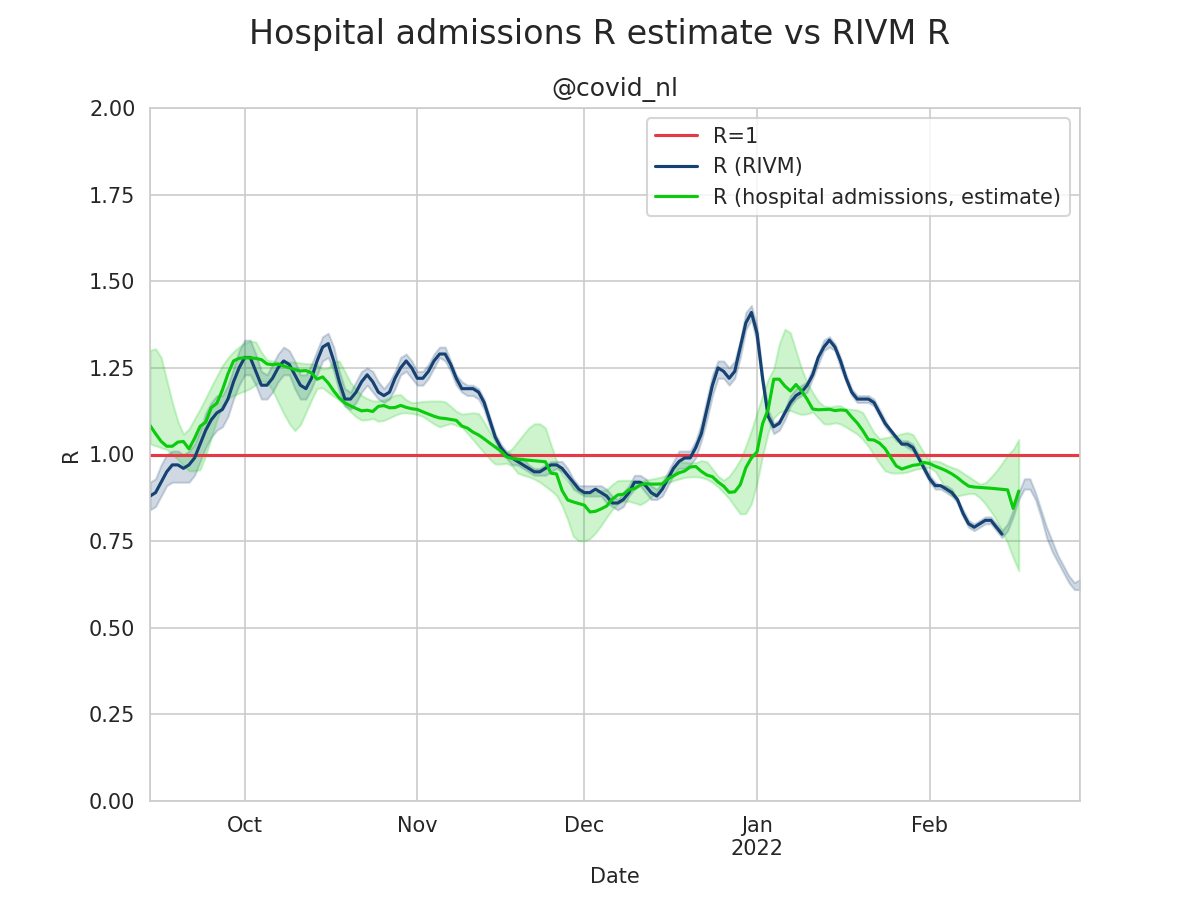 Hospital admissions R estimate vs RIVM R
@covid_nl
R=1
R (RIVM)
R (hospital admissions, estimate)
2.00
1.75
1.50
1.25
1.00
0.75
0.50
0.25
0.00
R
Oct
Nov
Dec
Jan
2022
Feb
Date